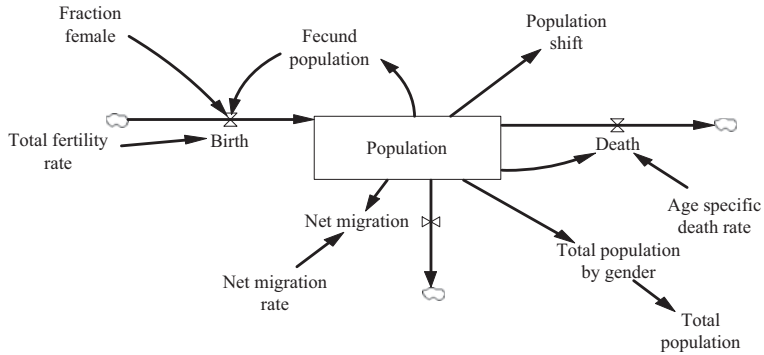 Fraction
female
Fecund
population
Population
shift
Total fertility
rate
Birth
Population
Death
Age specific
death rate
Net migration
Net migration
rate
Total population
by gender
Total
population